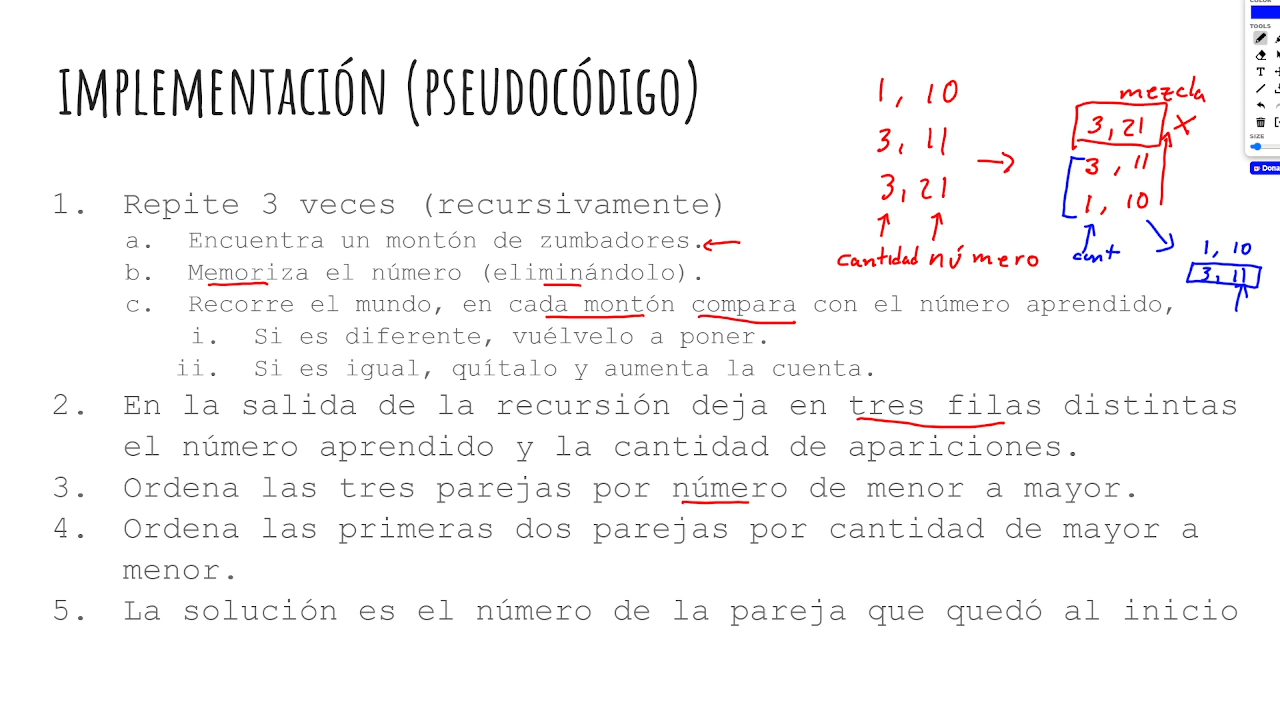 IMPLEMENTACIÓN (PSEUDOCÓDIGO)
1. Repite 3 veces (recursivamente)
a. Encuentra un montón de zumbadores.
b. Memoriza el número (eliminándolo).
c. Recorre el mundo, en cada montón compara con el número aprendido,
i. Si es diferente, vuélvelo a poner.
ii. Si es igual, quítalo y aumenta la cuenta.
2. En la salida de la recursión deja en tres filas distintas
el número aprendido y la cantidad de apariciones.
3. Ordena las tres parejas por número de menor a mayor.
4. Ordena las primeras dos parejas por cantidad de mayor a
menor.
5. La solución es el número de la pareja que quedó al inicio
1, 10
3, 11
3, 21
cantidad número
mezcla
3, 21 X
3, 11
1, 10
cant
1, 10
3, 11
COLOR
TOOLS
T
SIZE
Dona